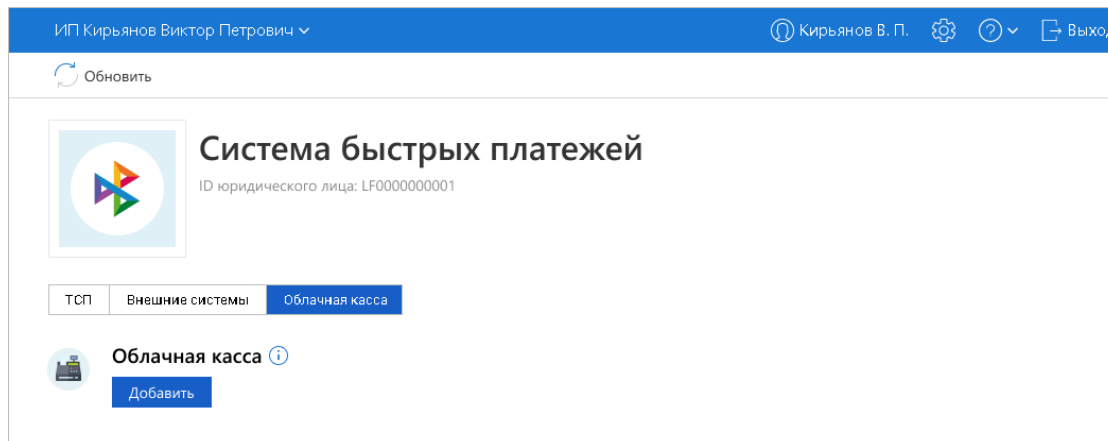 ИП Кирьянов Виктор Петрович Кирьянов В. П. Выход
Обновить
Система быстрых платежей
ID юридического лица: LF0000000001
ТСП Внешние системы Облачная касса
Облачная касса
Добавить